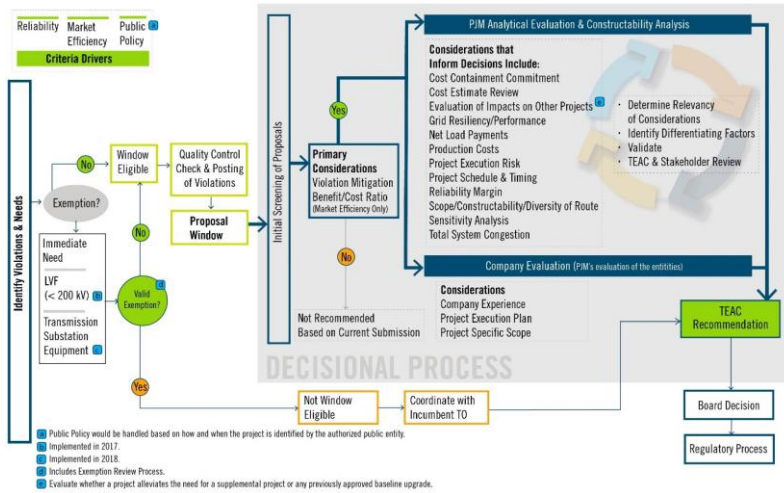 Reliability
Market
Efficiency
Public
Policy
a
Criteria Drivers
Identify Violations & Needs
No
Exemption?
Immediate
Need
LVF
(< 200 kV)
b
Transmission
Substation
Equipment
c
Window
Eligible
No
Valid
Exemption?
d
Yes
Quality Control
Check & Posting
of Violations
Proposal
Window
Initial Screening of Proposals
Yes
Primary
Considerations
Violation Mitigation
Benefit/Cost Ratio
(Market Efficiency Only)
No
Not Recommended
Based on Current Submission
PJM Analytical Evaluation & Constructability Analysis
Considerations that
Inform Decisions Include:
Cost Containment Commitment
Cost Estimate Review
Evaluation of Impacts on Other Projects
e
Grid Resiliency/Performance
Net Load Payments
Production Costs
Project Execution Risk
Project Schedule & Timing
Reliability Margin
Scope/Constructability/Diversity of Route
Sensitivity Analysis
Total System Congestion
· Determine Relevancy
of Considerations
· Identify Differentiating Factors
· Validate
· TEAC & Stakeholder Review
Company Evaluation (PJM's evaluation of the entitities)
Considerations
Company Experience
Project Execution Plan
Project Specific Scope
DECISIONAL PROCESS
TEAC
Recommendation
Not Window
Eligible
Coordinate with
Incumbent TO
Board Decision
Regulatory Process
a Public Policy would be handled based on how and when the project is identified by the authorized public entity.
b Implemented in 2017.
c Implemented in 2018.
d Includes Exemption Review Process.
e Evaluate whether a project alleviates the need for a supplemental project or any previously approved baseline upgrade.